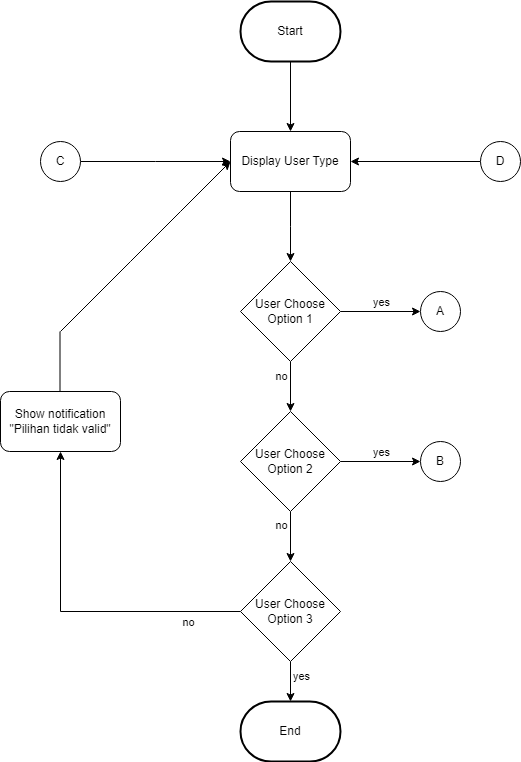 Start
C
Display User Type
D
User Choose
Option 1
yes
A
no
Show notification
"Pilihan tidak valid"
User Choose
Option 2
yes
B
no
User Choose
Option 3
no
yes
End